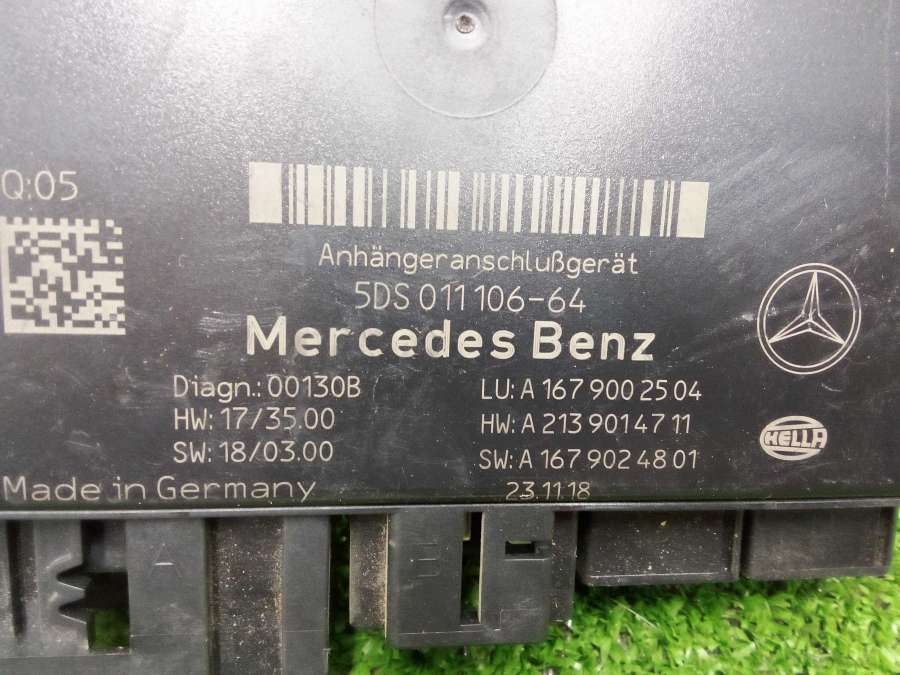 Q:05
Anhängeranschlußgerät
5DS 011 106-64
Mercedes Benz
Diagn.: 00130B
HW: 17/35.00
SW: 18/03.00
LU: A 167 900 25 04
HW: A 213 901 47 11
SW: A 167 902 48 01
HELLA
Made in Germany
23.11.18
A
B